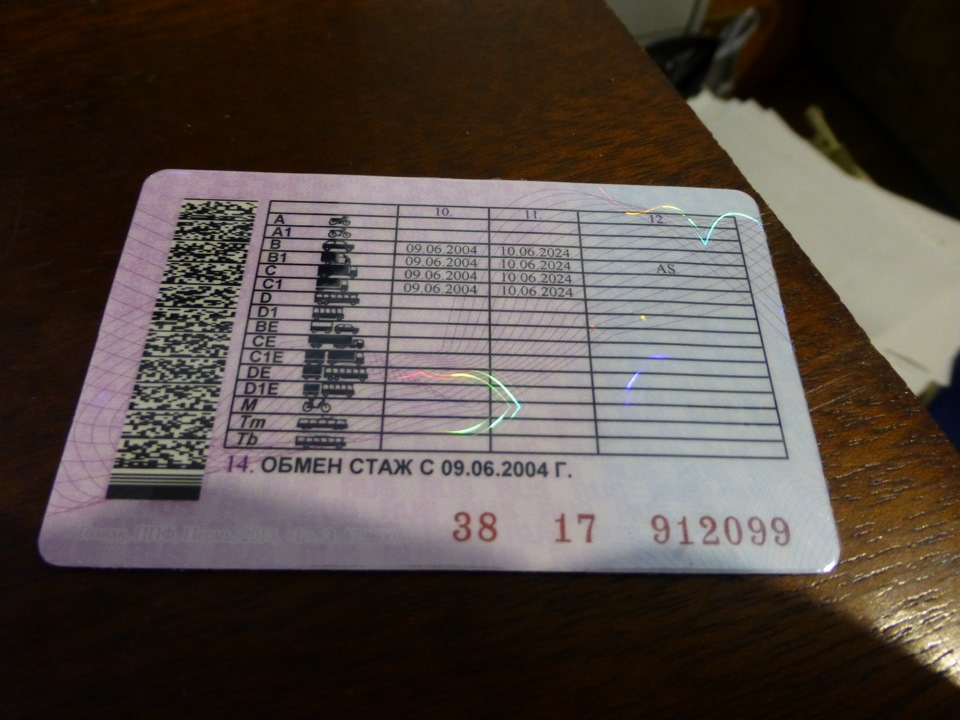 10. 11. 12.
A
A1
B 09.06.2004 10.06.2024
B1 09.06.2004 10.06.2024 AS
C 09.06.2004 10.06.2024
C1 09.06.2004 10.06.2024
D
D1
BE
CE
C1E
DE
D1E
M
Tm
Tb
14. ОБМЕН СТАЖ С 09.06.2004 Г.
38 17 912099